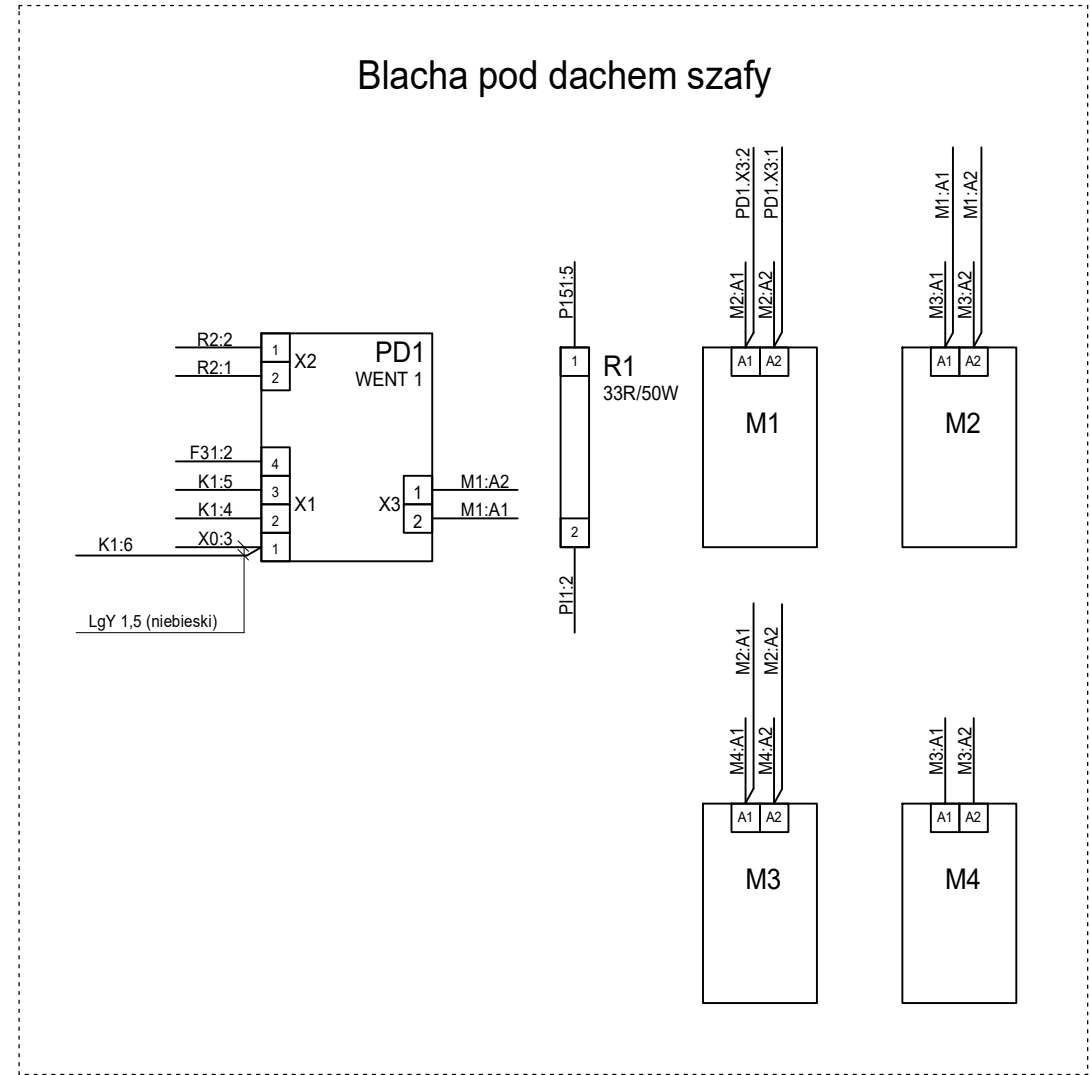 Blacha pod dachem szafy
R2:2
R2:1
1
2
X2
PD1
WENT 1
F31:2
K1:5
K1:4
X0:3
K1:6
4
3
2
1
X1
X3
1
2
M1:A2
M1:A1
LgY 1,5 (niebieski)
P151:5
1
R1
33R/50W
2
PI1:2
M2:A1
PD1.X3:2
M2:A2
PD1.X3:1
A1
A2
M1
M3:A1
M1:A1
M3:A2
M1:A2
A1
A2
M2
M4:A1
M2:A1
M4:A2
M2:A2
A1
A2
M3
M3:A1
M3:A2
A1
A2
M4